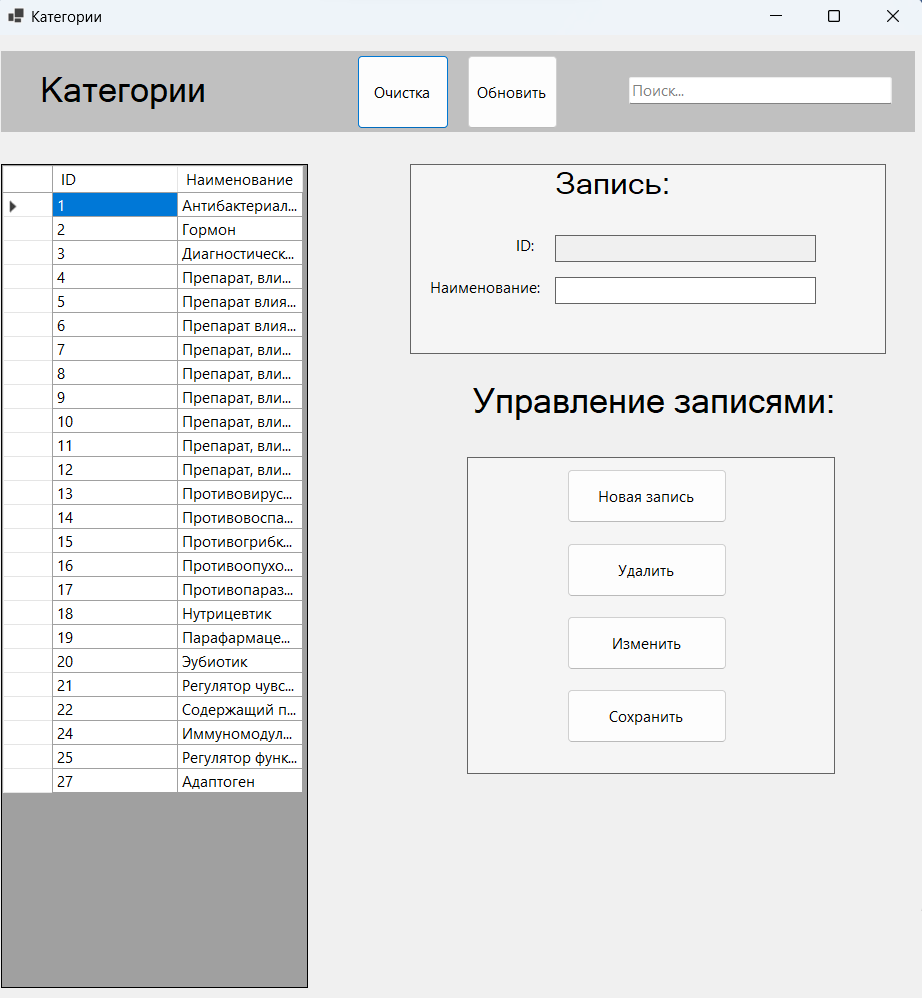 Категории
Категории
Очистка
Обновить
Поиск...
ID Наименование
1 Антибактериал...
2 Гормон
3 Диагностическ...
4 Препарат, вли...
5 Препарат влия...
6 Препарат влия...
7 Препарат, вли...
8 Препарат, вли...
9 Препарат, вли...
10 Препарат, вли...
11 Препарат, вли...
12 Препарат, вли...
13 Противовирус...
14 Противовоспа...
15 Противогрибк...
16 Противоопухо...
17 Противопараз...
18 Нутрицевтик
19 Парафармаце...
20 Эубиотик
21 Регулятор чувс...
22 Содержащий п...
24 Иммуномодул...
25 Регулятор функ...
27 Адаптоген
Запись:
ID:
Наименование:
Управление записями:
Новая запись
Удалить
Изменить
Сохранить